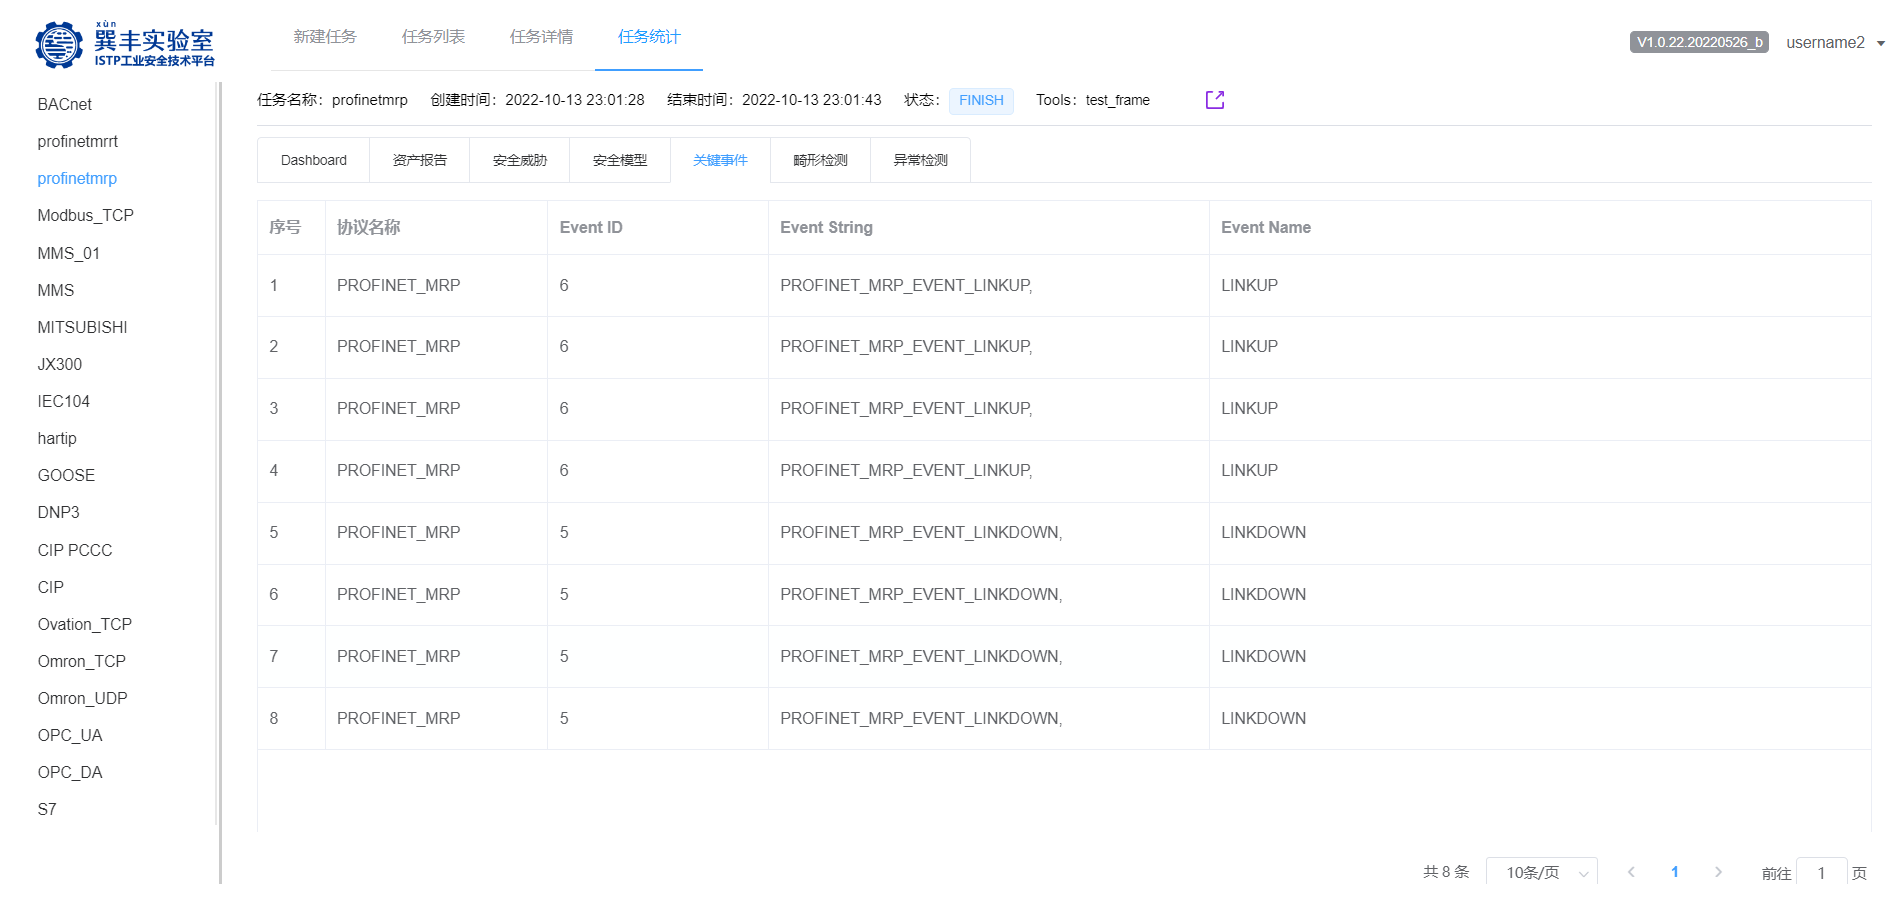 xùn
巽丰实验室
ISTP工业安全技术平台
新建任务 任务列表 任务详情 任务统计
V1.0.22.20220526_b username2
任务名称：profinetmrp 创建时间：2022-10-13 23:01:28 结束时间：2022-10-13 23:01:43 状态：FINISH Tools：test_frame
BACnet
profinetmrrt
profinetmrp
Modbus_TCP
MMS_01
MMS
MITSUBISHI
JX300
IEC104
hartip
GOOSE
DNP3
CIP PCCC
CIP
Ovation_TCP
Omron_TCP
Omron_UDP
OPC_UA
OPC_DA
S7
Dashboard 资产报告 安全威胁 安全模型 关键事件 畸形检测 异常检测
序号 协议名称 Event ID Event String Event Name
1 PROFINET_MRP 6 PROFINET_MRP_EVENT_LINKUP, LINKUP
2 PROFINET_MRP 6 PROFINET_MRP_EVENT_LINKUP, LINKUP
3 PROFINET_MRP 6 PROFINET_MRP_EVENT_LINKUP, LINKUP
4 PROFINET_MRP 6 PROFINET_MRP_EVENT_LINKUP, LINKUP
5 PROFINET_MRP 5 PROFINET_MRP_EVENT_LINKDOWN, LINKDOWN
6 PROFINET_MRP 5 PROFINET_MRP_EVENT_LINKDOWN, LINKDOWN
7 PROFINET_MRP 5 PROFINET_MRP_EVENT_LINKDOWN, LINKDOWN
8 PROFINET_MRP 5 PROFINET_MRP_EVENT_LINKDOWN, LINKDOWN
共 8 条 10条/页 1 前往 1 页